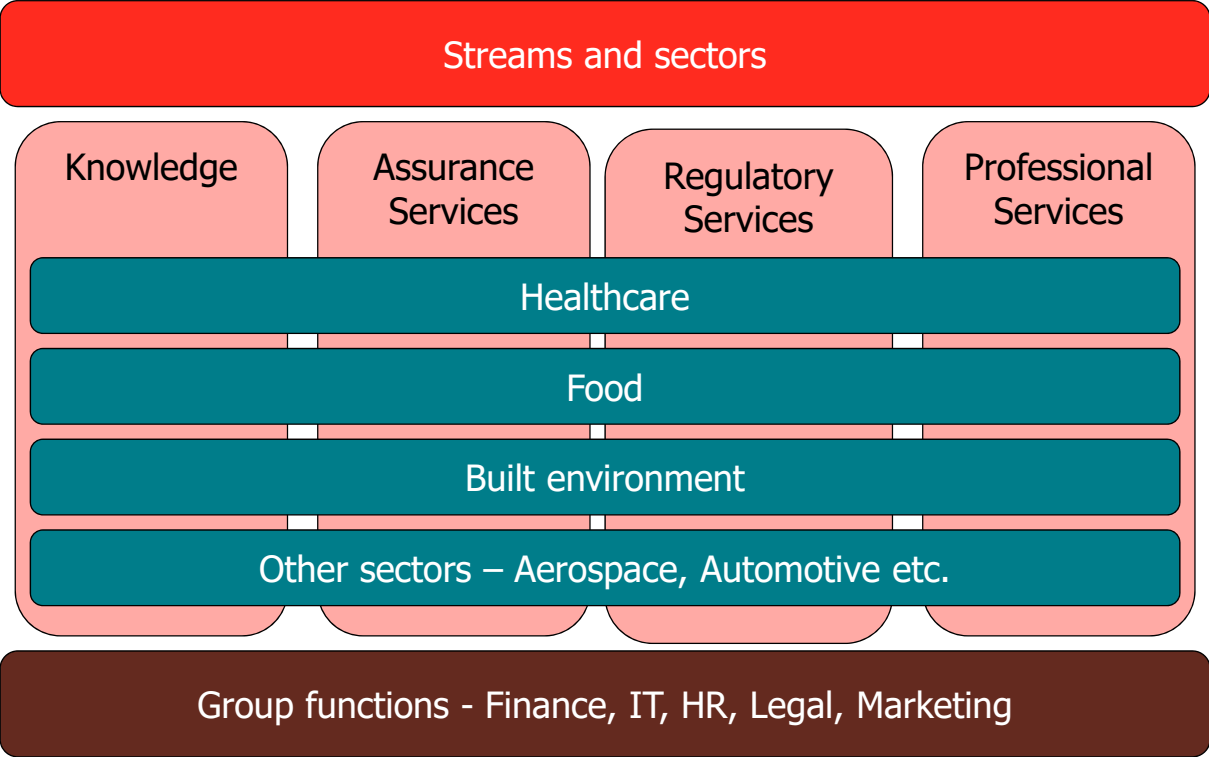 Streams and sectors
Knowledge
Assurance
Services
Regulatory
Services
Professional
Services
Healthcare
Food
Built environment
Other sectors – Aerospace, Automotive etc.
Group functions - Finance, IT, HR, Legal, Marketing